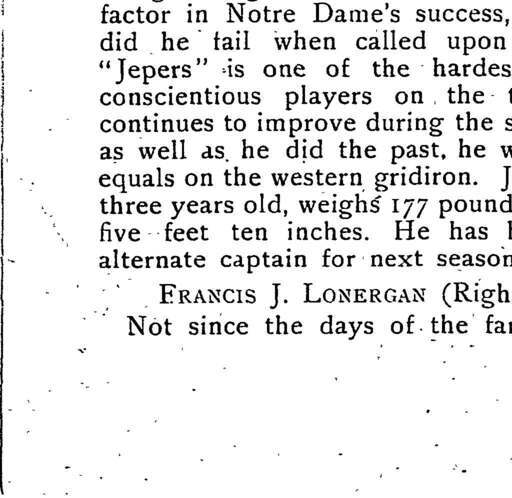 factor in Notre Dame's success,
did he fail when called upon
"Jepers" is one of the hardes
conscientious players on the t
continues to improve during the s
as well as he did the past, he w
equals on the western gridiron. J
three years old, weighs 177 pound
five feet ten inches. He has b
alternate captain for next season
FRANCIS J. LONERGAN (Righ
Not since the days of the fa